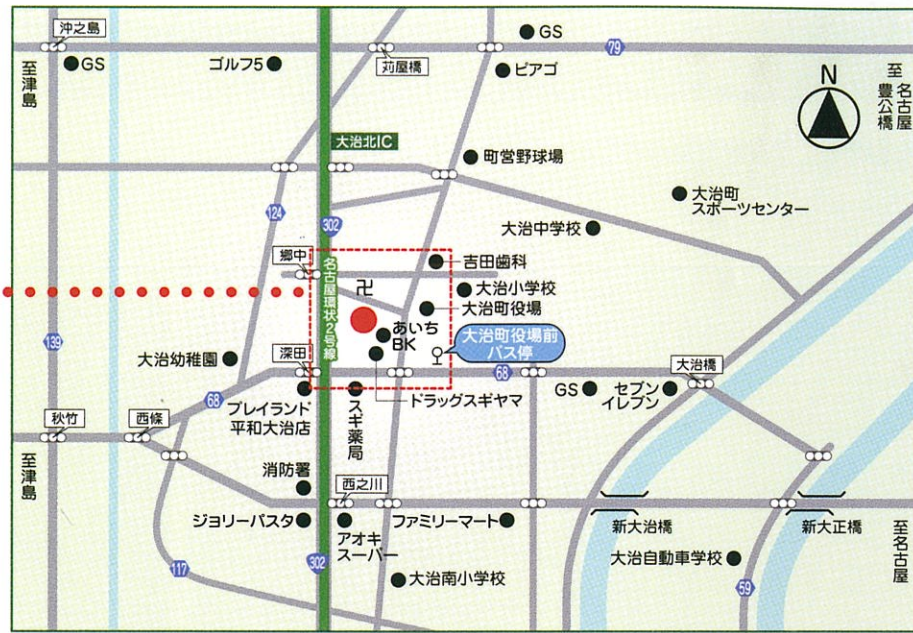 沖之島
GS
至津島
ゴルフ5
苅屋橋
GS
ピアゴ
79
N
至名古屋
豊公橋
大治北IC
町営野球場
大治町
スポーツセンター
大治中学校
124
302
郷中
名古屋環状2号線
卍
吉田歯科
大治小学校
大治町役場
あいち
BK
大治町役場前
バス停
139
大治幼稚園
深田
68
大治橋
68
プレイランド
平和大治店
スギ薬局
ドラッグスギヤマ
GS
セブン
イレブン
秋竹
西條
至津島
消防署
西之川
ジョリーパスタ
アオキ
スーパー
ファミリーマート
新大治橋
新大正橋
至名古屋
117
302
大治南小学校
大治自動車学校
59